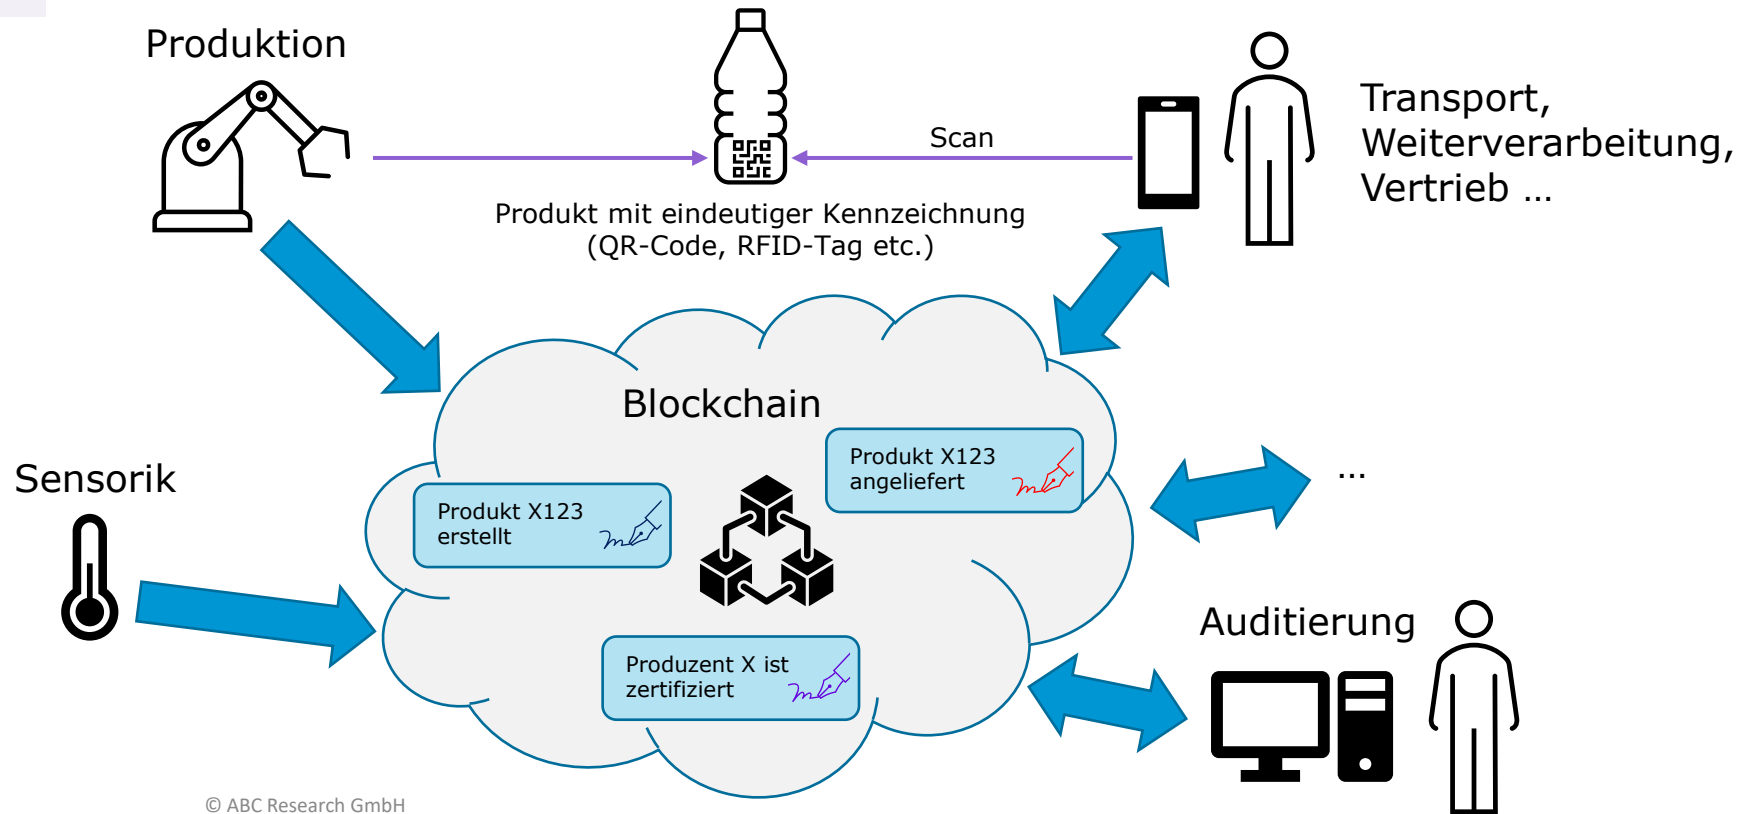 Produktion
Scan
Transport,
Weiterverarbeitung,
Vertrieb ...
Produkt mit eindeutiger Kennzeichnung
(QR-Code, RFID-Tag etc.)
Blockchain
Produkt X123
angeliefert
Sensorik
...
Produkt X123
erstellt
Auditierung
Produzent X ist
zertifiziert
© ABC Research GmbH